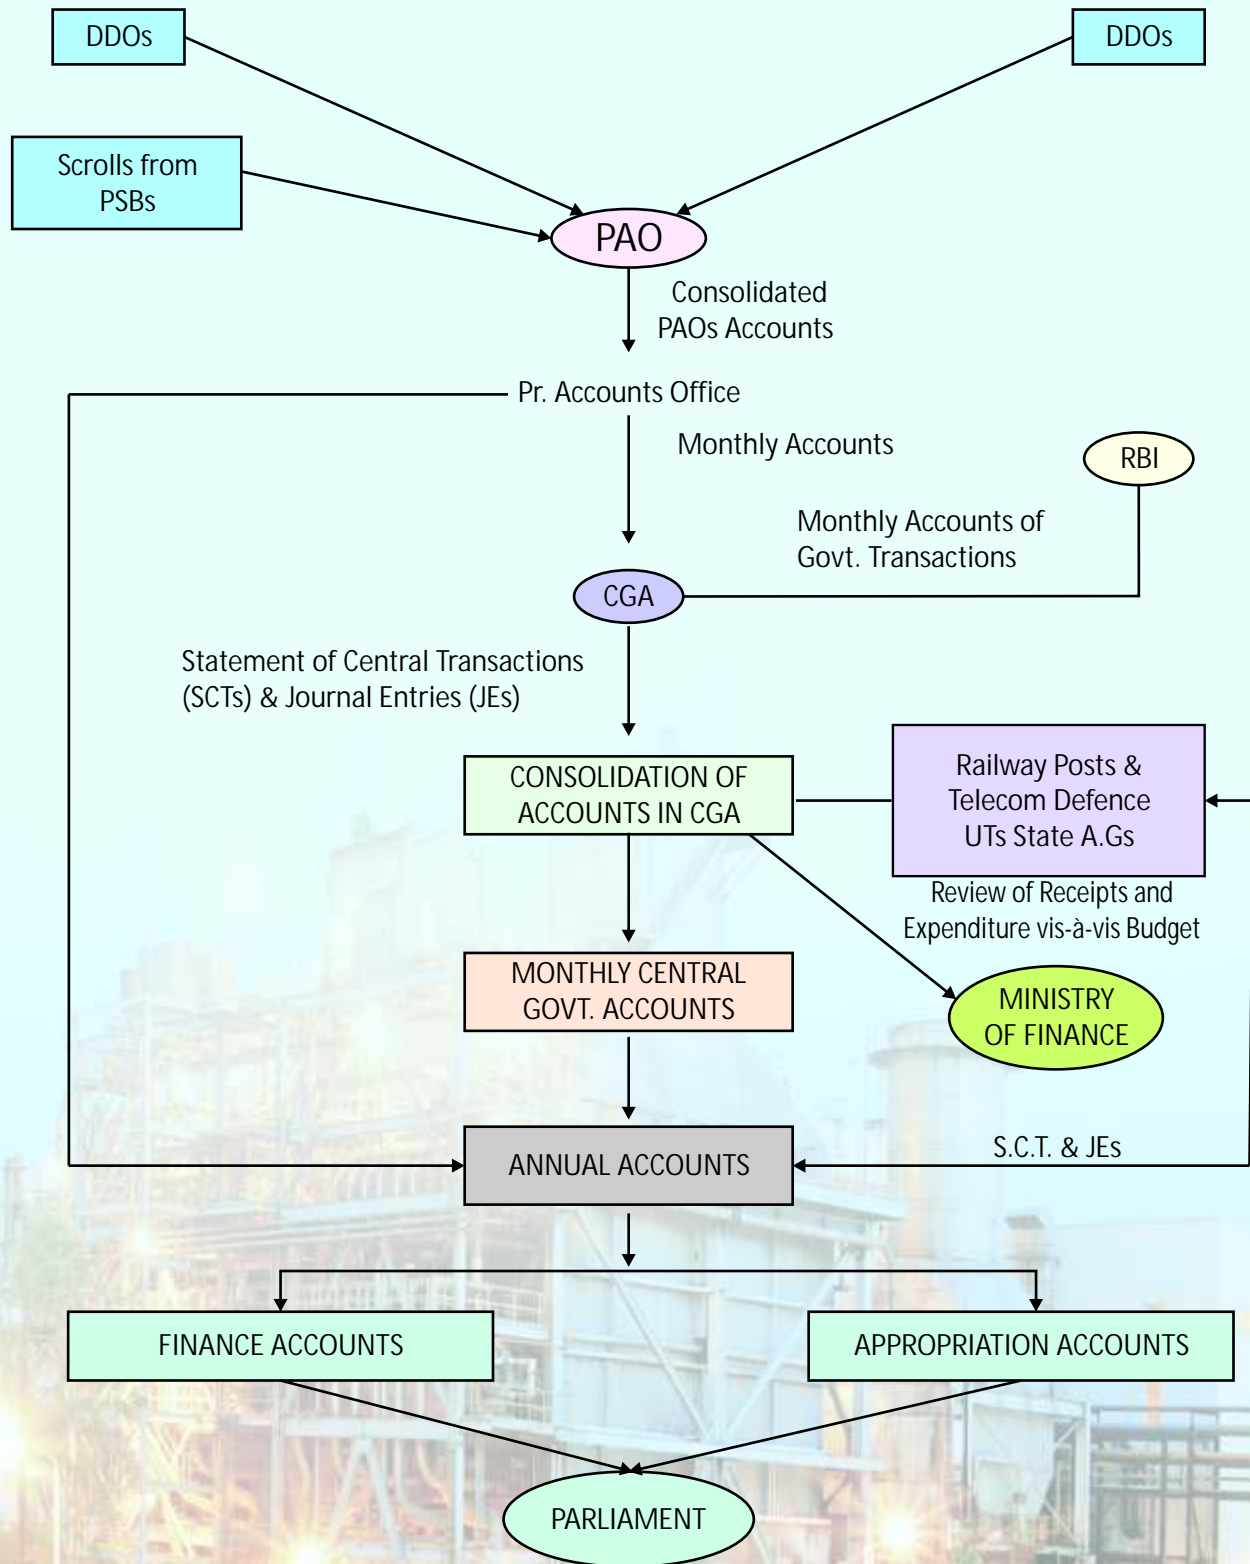 DDOs
DDOs
Scrolls from
PSBs
PAO
Consolidated
PAOs Accounts
Pr. Accounts Office
Monthly Accounts
RBI
Monthly Accounts of
Govt. Transactions
CGA
Statement of Central Transactions
(SCTs) & Journal Entries (JEs)
CONSOLIDATION OF
ACCOUNTS IN CGA
Railway Posts &
Telecom Defence
UTs State A.Gs
Review of Receipts and
Expenditure vis-à-vis Budget
MONTHLY CENTRAL
GOVT. ACCOUNTS
MINISTRY
OF FINANCE
ANNUAL ACCOUNTS
S.C.T. & JEs
FINANCE ACCOUNTS
APPROPRIATION ACCOUNTS
PARLIAMENT